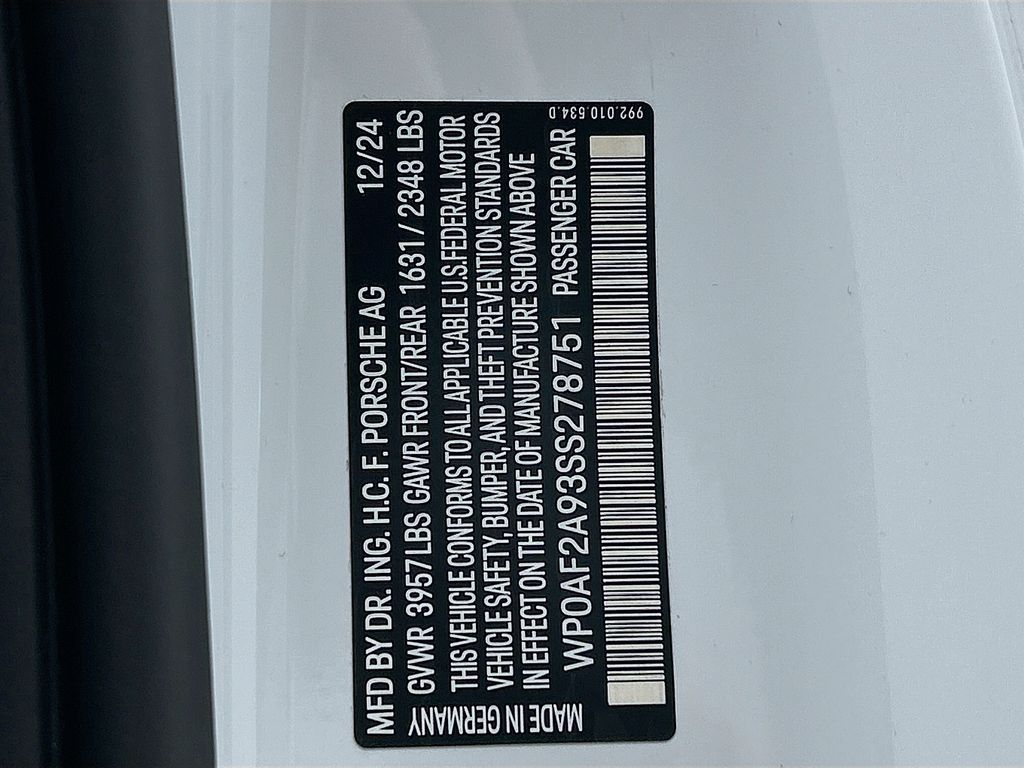 MFD BY DR. ING. H.C. F. PORSCHE AG 12/24
GVWR 3957 LBS GAWR FRONT/REAR 1631 / 2348 LBS
THIS VEHICLE CONFORMS TO ALL APPLICABLE U.S. FEDERAL MOTOR
VEHICLE SAFETY, BUMPER, AND THEFT PREVENTION STANDARDS
IN EFFECT ON THE DATE OF MANUFACTURE SHOWN ABOVE
WP0AF2A93SS278751 PASSENGER CAR
MADE IN GERMANY
992.010.534.D